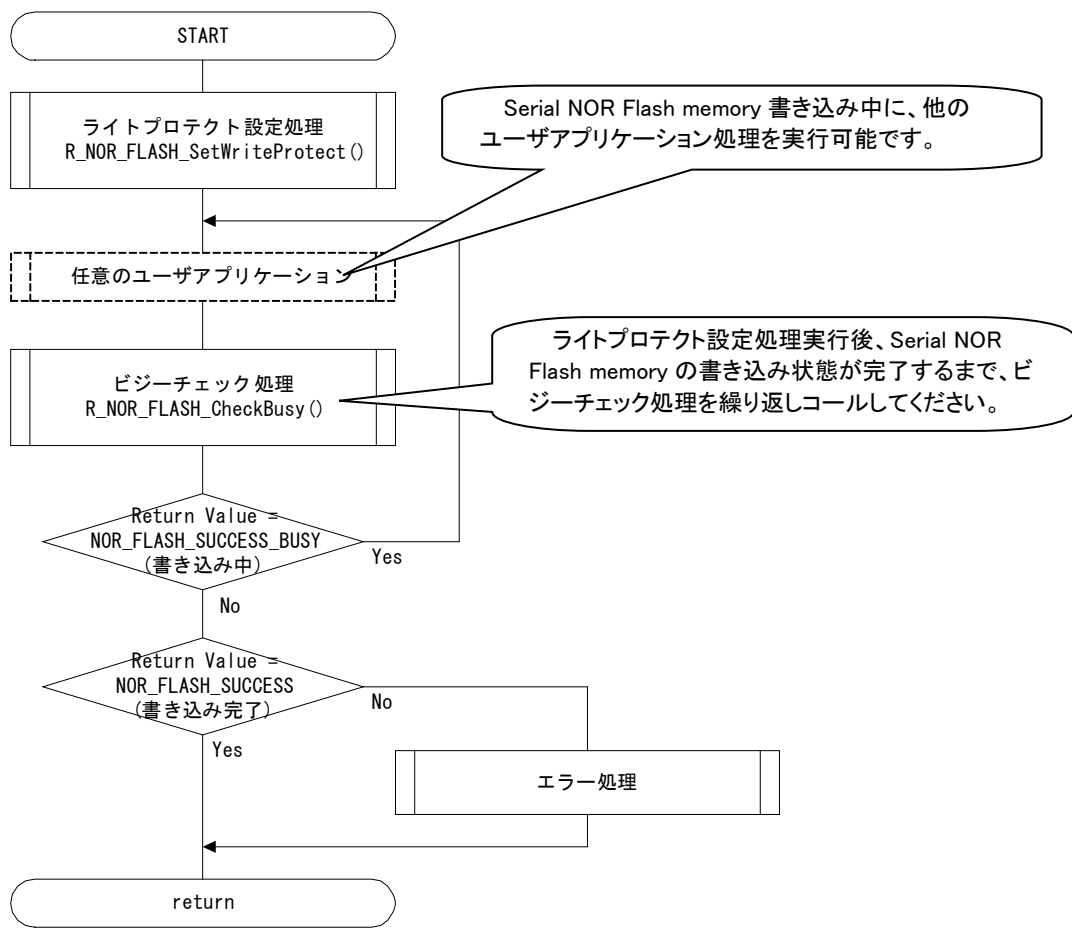 START
ライトプロテクト設定処理
R_NOR_FLASH_SetWriteProtect()
Serial NOR Flash memory 書き込み中に、他の
ユーザアプリケーション処理を実行可能です。
任意のユーザアプリケーション
ビジーチェック処理
R_NOR_FLASH_CheckBusy()
ライトプロテクト設定処理実行後、Serial NOR
Flash memory の書き込み状態が完了するまで、ビ
ジーチェック処理を繰り返しコールしてください。
Return Value =
NOR_FLASH_SUCCESS_BUSY
(書き込み中)
Yes
No
Return Value =
NOR_FLASH_SUCCESS
(書き込み完了)
No
Yes
エラー処理
return